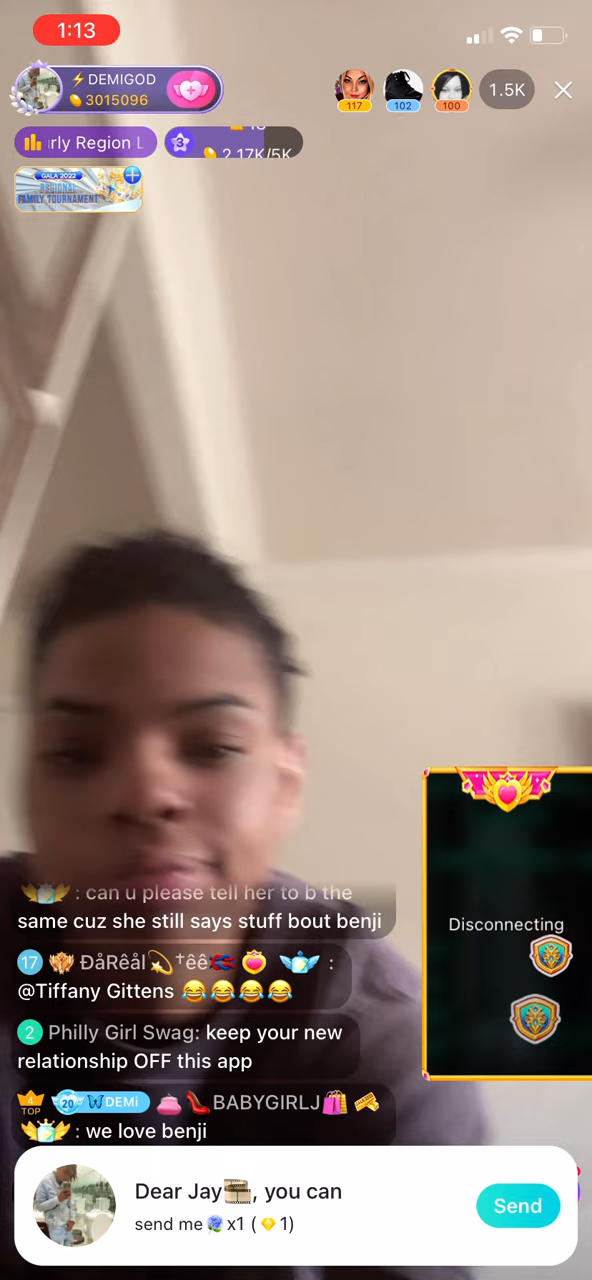 1:13
⚡DEMIGOD
3015096
117
102
100
1.5K
rly Region L
3
2.17K/5K
GALA 2022
REGIONAL
FAMILY TOURNAMENT
Disconnecting
: can u please tell her to b the
same cuz she still says stuff bout benji
17 ĐåRêål💫†êê🪢 :
@Tiffany Gittens 😂😂😂😂
2 Philly Girl Swag: keep your new
relationship OFF this app
4 TOP 20 🦋DEMi 👛👠BABYGIRLJ🛍️🎫
: we love benji
Dear Jay🎞️, you can
send me x1 (1)
Send